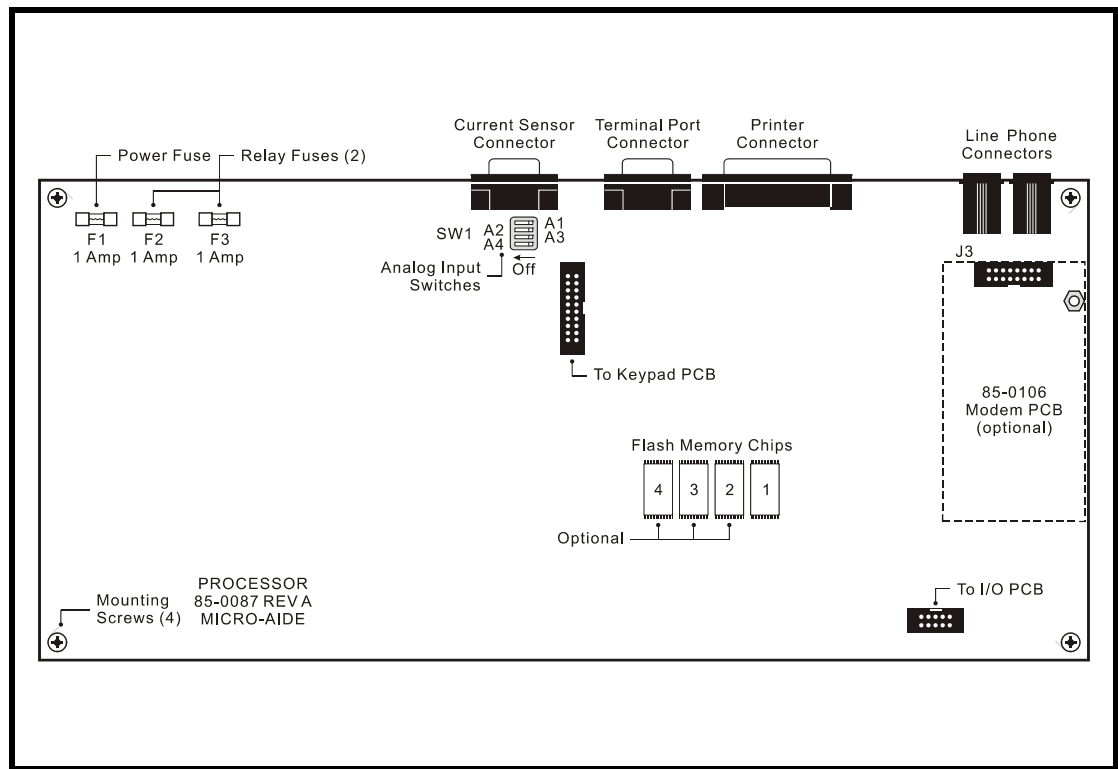 Current Sensor
Connector
Terminal Port
Connector
Printer
Connector
Line Phone
Connectors
Power Fuse
Relay Fuses (2)
F1
1 Amp
F2
1 Amp
F3
1 Amp
SW1
A2
A4
A1
A3
Off
Analog Input
Switches
J3
To Keypad PCB
85-0106
Modem PCB
(optional)
Flash Memory Chips
4
3
2
1
Optional
Mounting
Screws (4)
PROCESSOR
85-0087 REV A
MICRO-AIDE
To I/O PCB